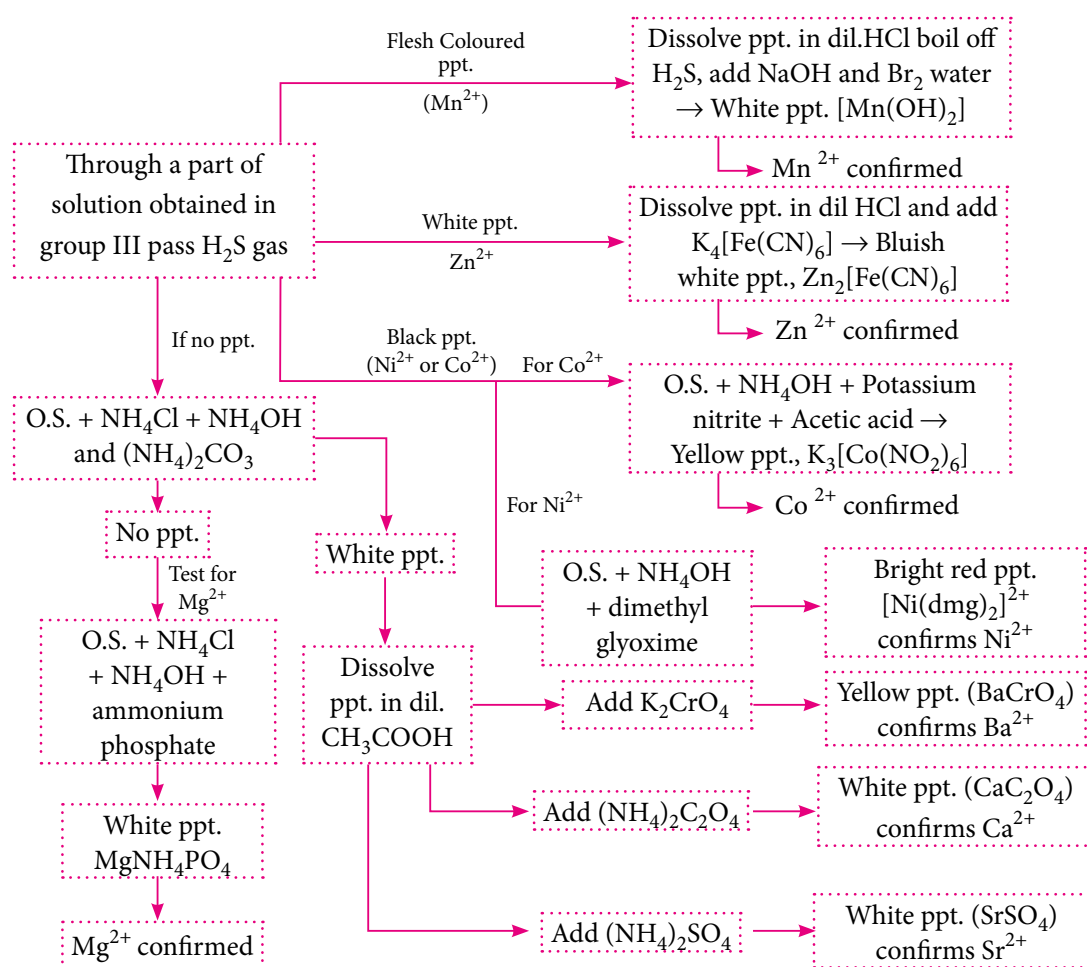 Flesh Coloured
ppt.
(Mn²⁺)
Dissolve ppt. in dil.HCl boil off
H₂S, add NaOH and Br₂ water
→ White ppt. [Mn(OH)₂]
Mn ²⁺ confirmed
Through a part of
solution obtained in
group III pass H₂S gas
White ppt.
Zn²⁺
Dissolve ppt. in dil HCl and add
K₄[Fe(CN)₆] → Bluish
white ppt., Zn₂[Fe(CN)₆]
Zn ²⁺ confirmed
If no ppt.
Black ppt.
(Ni²⁺ or Co²⁺)
For Co²⁺
O.S. + NH₄OH + Potassium
nitrite + Acetic acid →
Yellow ppt., K₃[Co(NO₂)₆]
Co ²⁺ confirmed
O.S. + NH₄Cl + NH₄OH
and (NH₄)₂CO₃
For Ni²⁺
No ppt.
White ppt.
Test for
Mg²⁺
O.S. + NH₄OH
+ dimethyl
glyoxime
Bright red ppt.
[Ni(dmg)₂]²⁺
confirms Ni²⁺
O.S. + NH₄Cl
+ NH₄OH +
ammonium
phosphate
Dissolve
ppt. in dil.
CH₃COOH
Add K₂CrO₄
Yellow ppt. (BaCrO₄)
confirms Ba²⁺
Add (NH₄)₂C₂O₄
White ppt. (CaC₂O₄)
confirms Ca²⁺
White ppt.
MgNH₄PO₄
Mg²⁺ confirmed
Add (NH₄)₂SO₄
White ppt. (SrSO₄)
confirms Sr²⁺